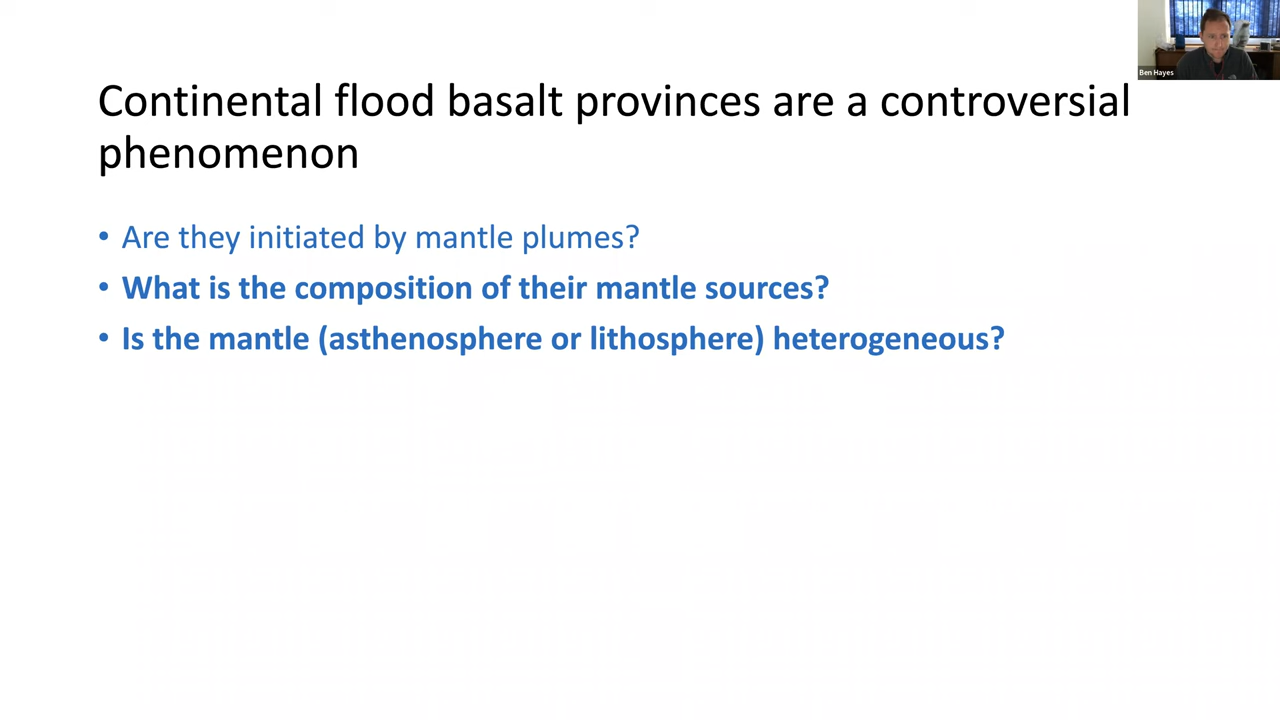 Ben Hayes
Continental flood basalt provinces are a controversial
phenomenon
• Are they initiated by mantle plumes?
• What is the composition of their mantle sources?
• Is the mantle (asthenosphere or lithosphere) heterogeneous?